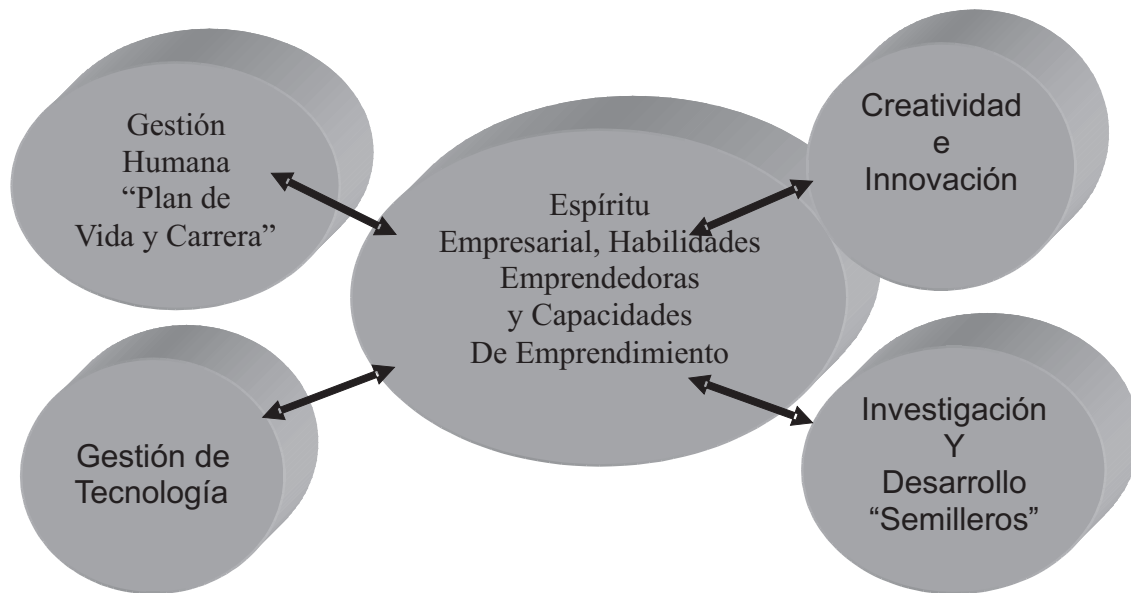 Gestión
Humana
“Plan de
Vida y Carrera”
Espíritu
Empresarial, Habilidades
Emprendedoras
y Capacidades
De Emprendimiento
Creatividad
e
Innovación
Gestión de
Tecnología
Investigación
Y
Desarrollo
“Semilleros”